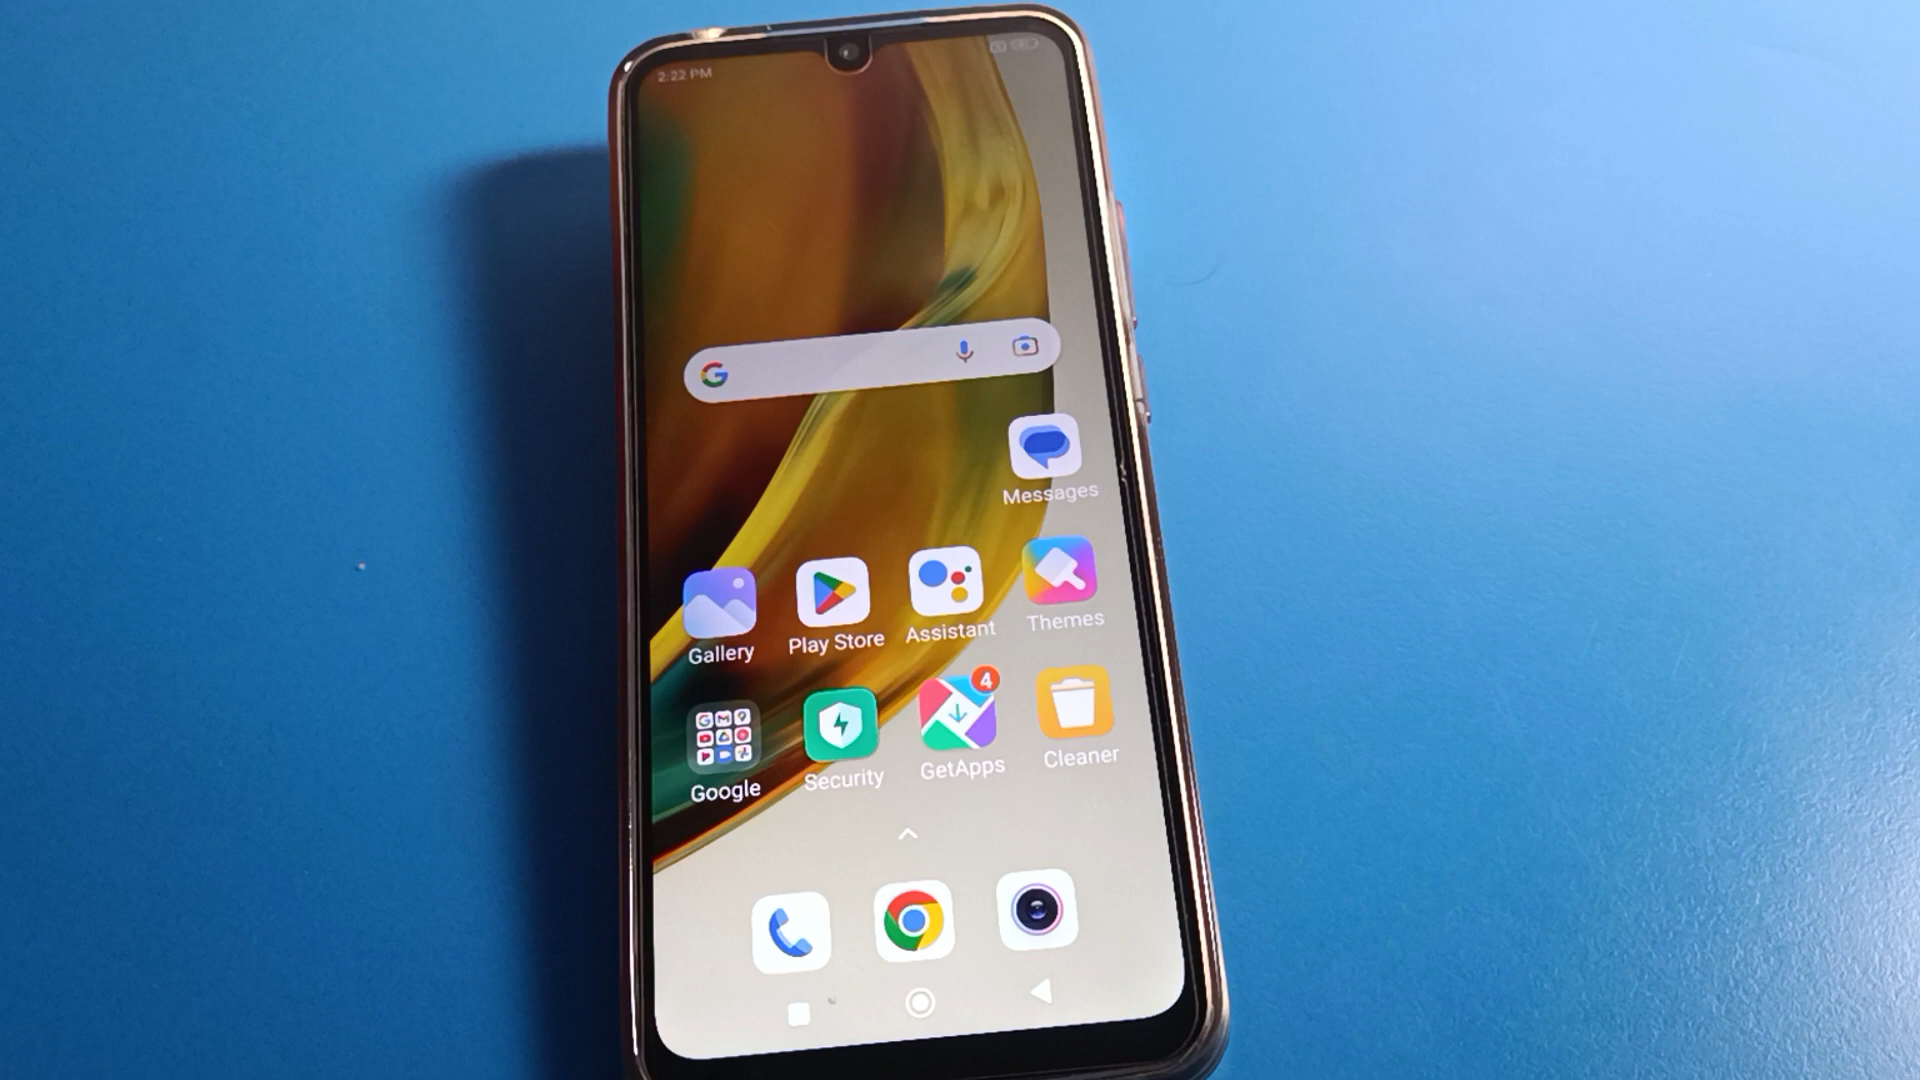 2:22 PM
Messages
Gallery
Play Store
Assistant
Themes
4
Google
Security
GetApps
Cleaner